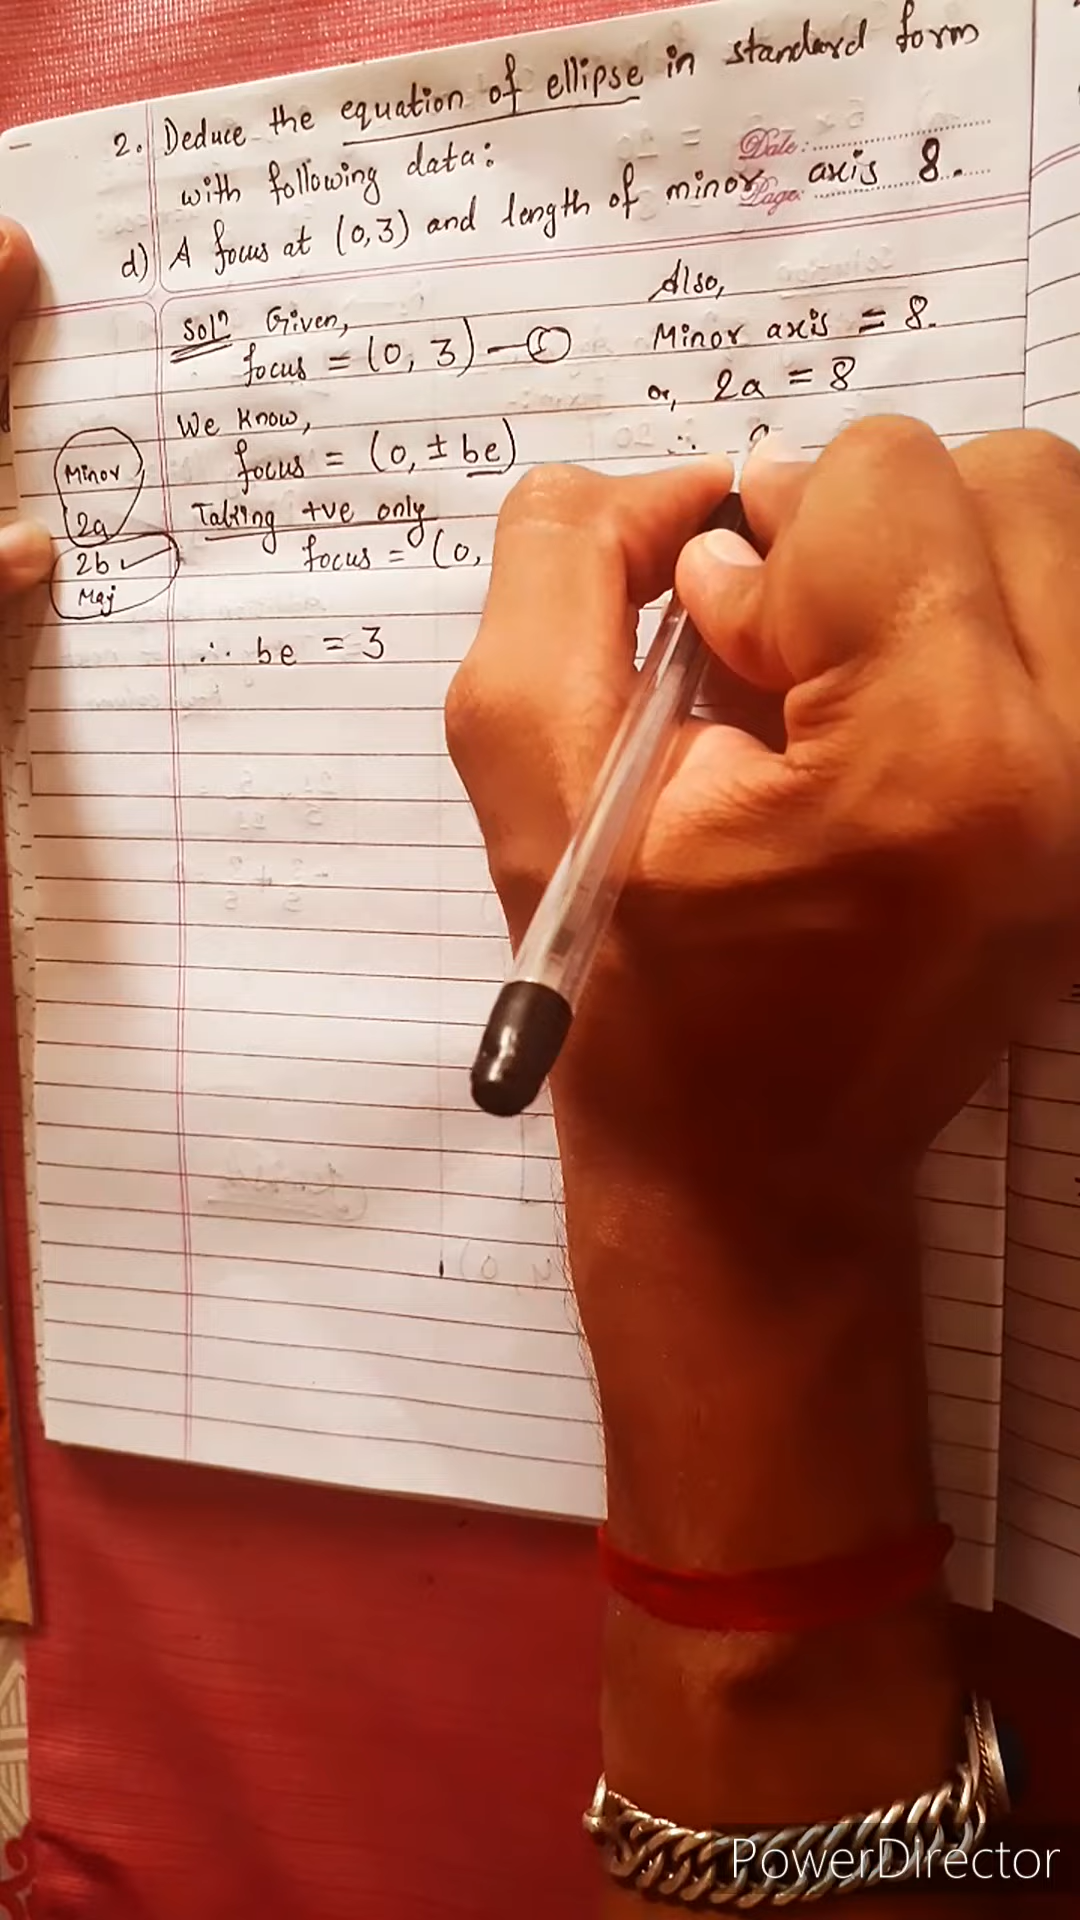 2. Deduce the equation of ellipse in standard form
with following data:
Date:
Page:
d) A focus at (0,3) and length of minor axis 8.
Soln Given,
focus = (0, 3) — ①
We know,
focus = (0, ± be)
Taking +ve only
focus = (0,
∴ be = 3
Minor
2a
2b ✓
Maj
Also,
Minor axis = 8.
or, 2a = 8
∴
PowerDirector